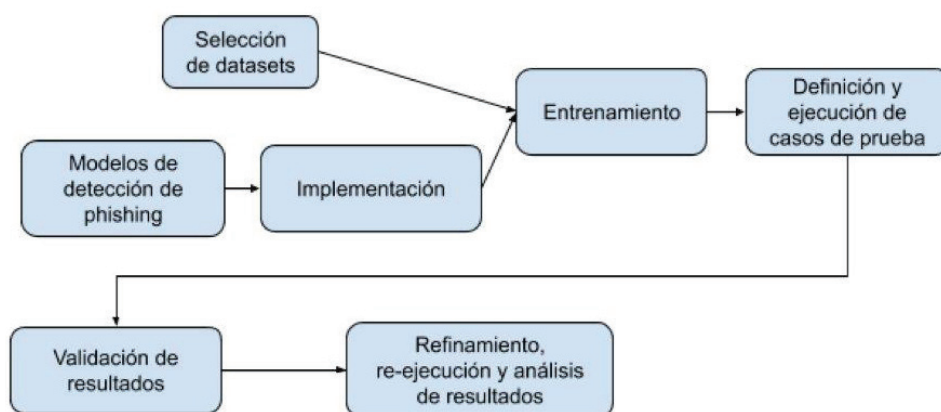 Selección
de datasets
Modelos de
detección de
phishing
Implementación
Entrenamiento
Definición y
ejecución de
casos de prueba
Validación de
resultados
Refinamiento,
re-ejecución y análisis
de resultados